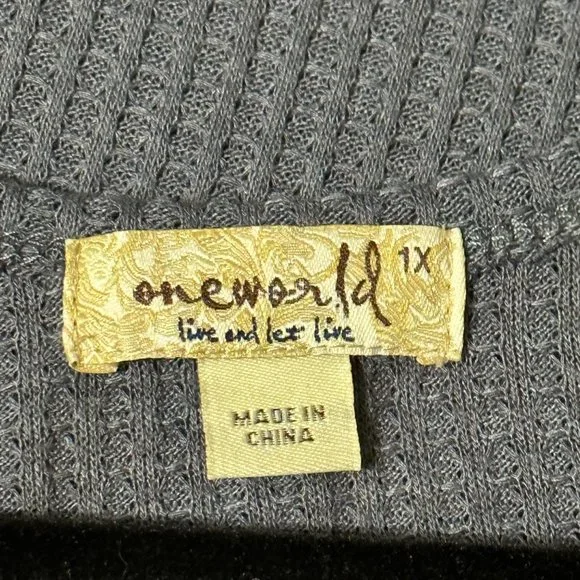 oneworld 1X
live and let live
MADE IN
CHINA